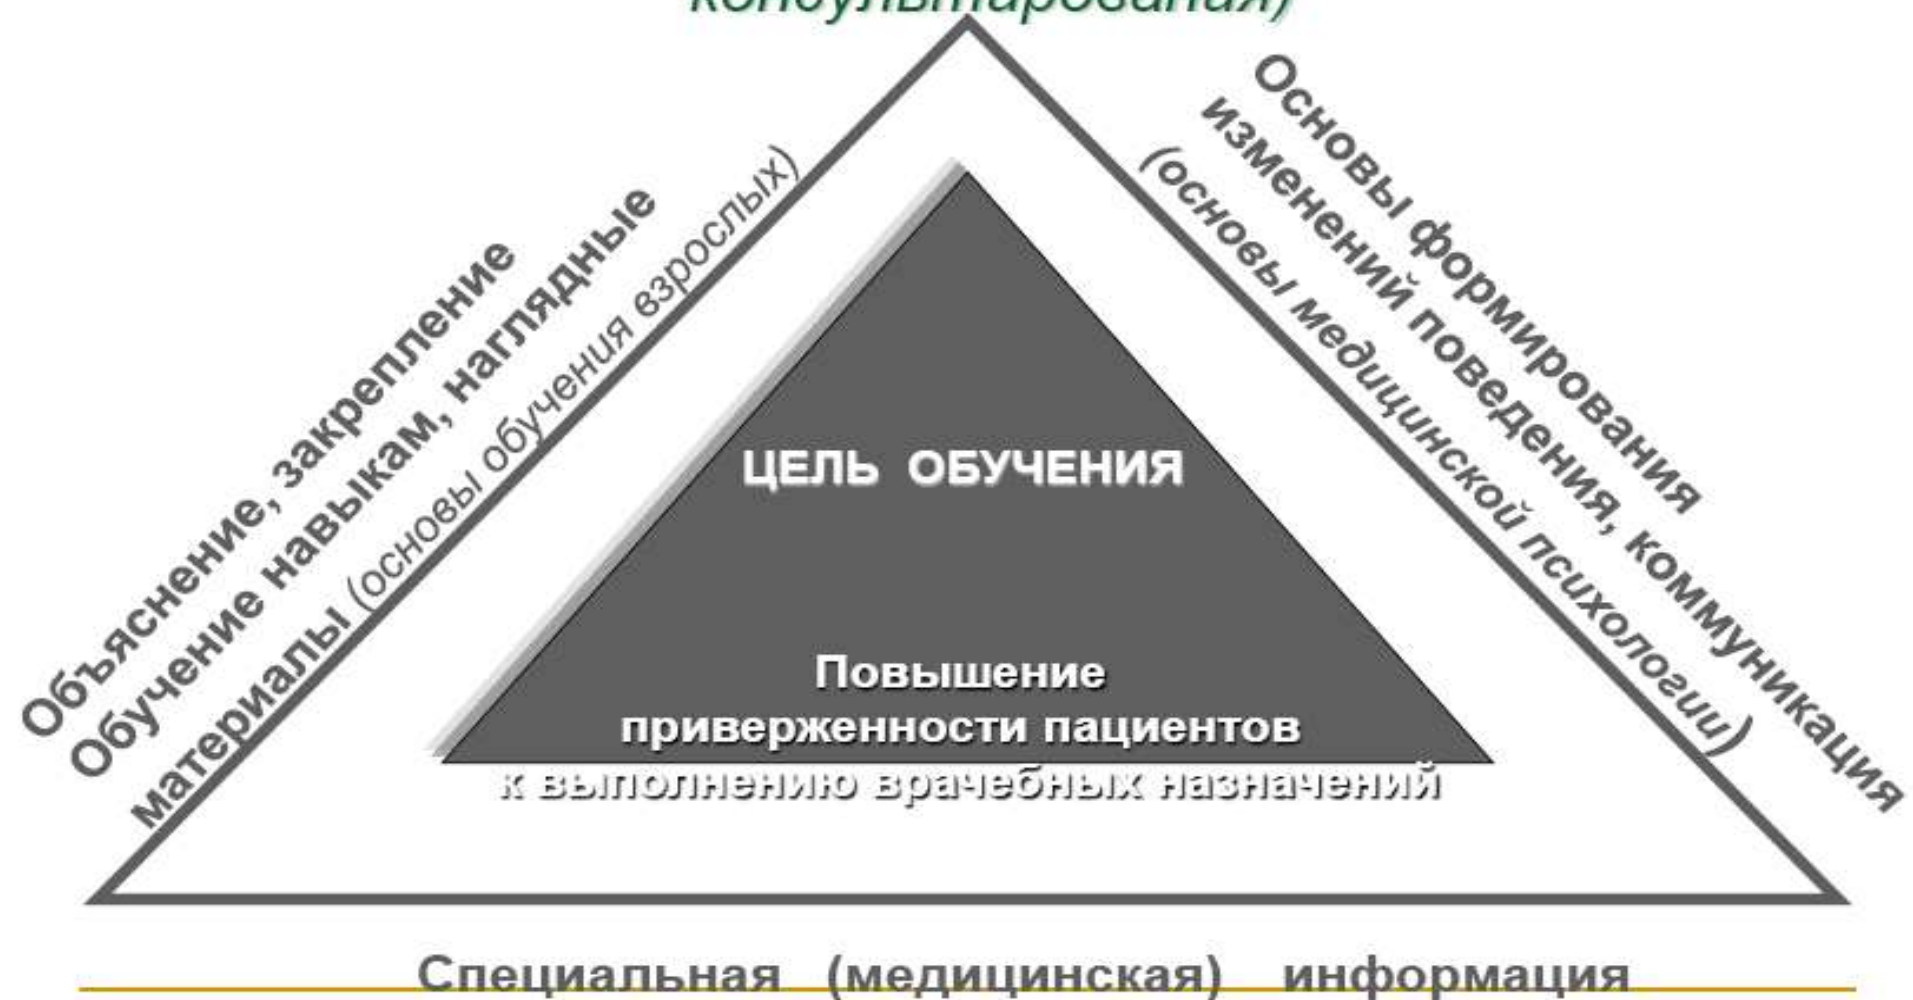 консультирования)
Объяснение, закрепление
Обучение навыкам, наглядные
материалы (основы обучения взрослых)
Основы формирования
изменений поведения, коммуникация
(основы медицинской психологии)
ЦЕЛЬ ОБУЧЕНИЯ
Повышение
приверженности пациентов
к выполнению врачебных назначений
Специальная (медицинская) информация